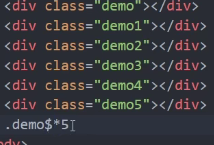 <div class="demo"></div>
<div class="demo1"></div>
<div class="demo2"></div>
<div class="demo3"></div>
<div class="demo4"></div>
<div class="demo5"></div>
.demo$*5